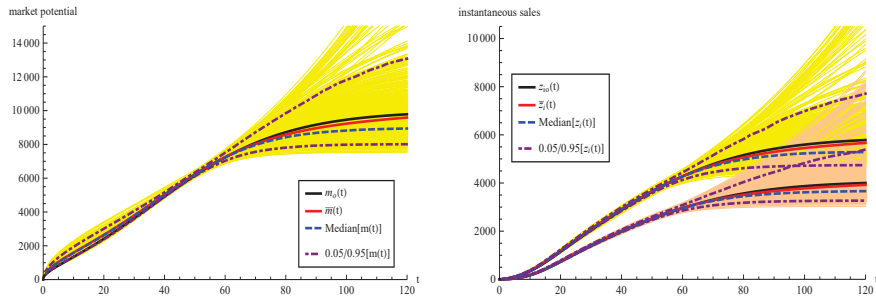 market potential
14 000
12 000
10 000
8000
6000
4000
2000
0
0 20 40 60 80 100 120
t
mₒ(t)
m̅(t)
Median[m(t)]
0.05/0.95[m(t)]
instantaneous sales
10 000
8000
6000
4000
2000
0
0 20 40 60 80 100 120
t
zᵢₒ(t)
z̅ᵢ(t)
Median[zᵢ(t)]
0.05/0.95[zᵢ(t)]